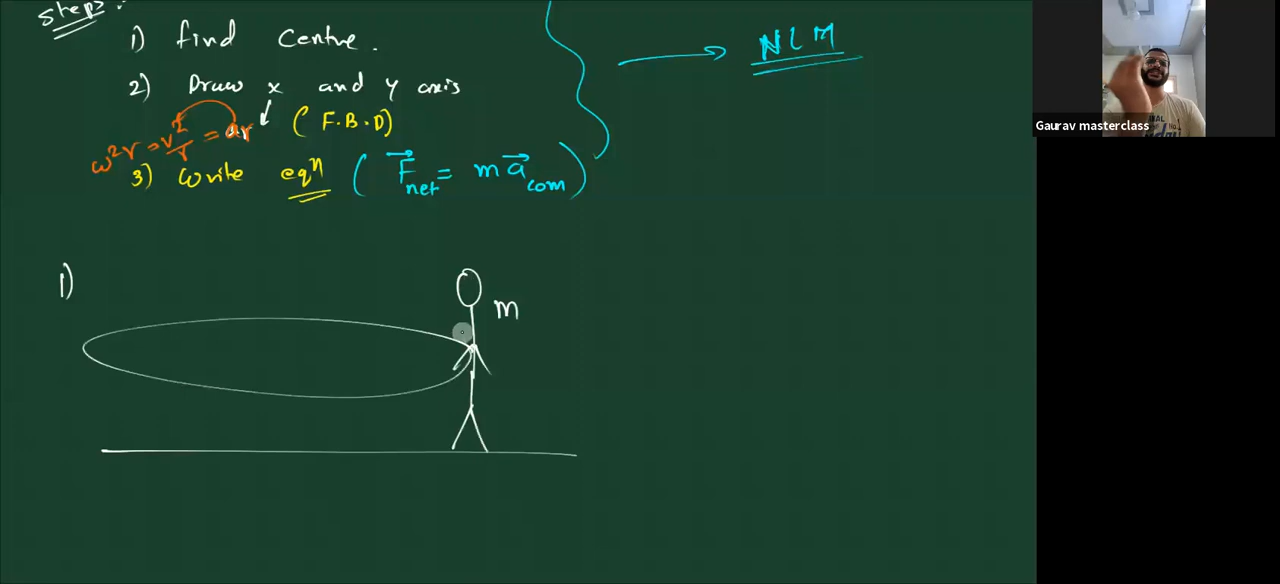 Steps :
1) find Centre.
2) Draw x and y axis
(F.B.D)
ω²r = v²/r = ar
3) Write eqⁿ (F⃗net = m a⃗com)
NLM
1)
m
Gaurav masterclass